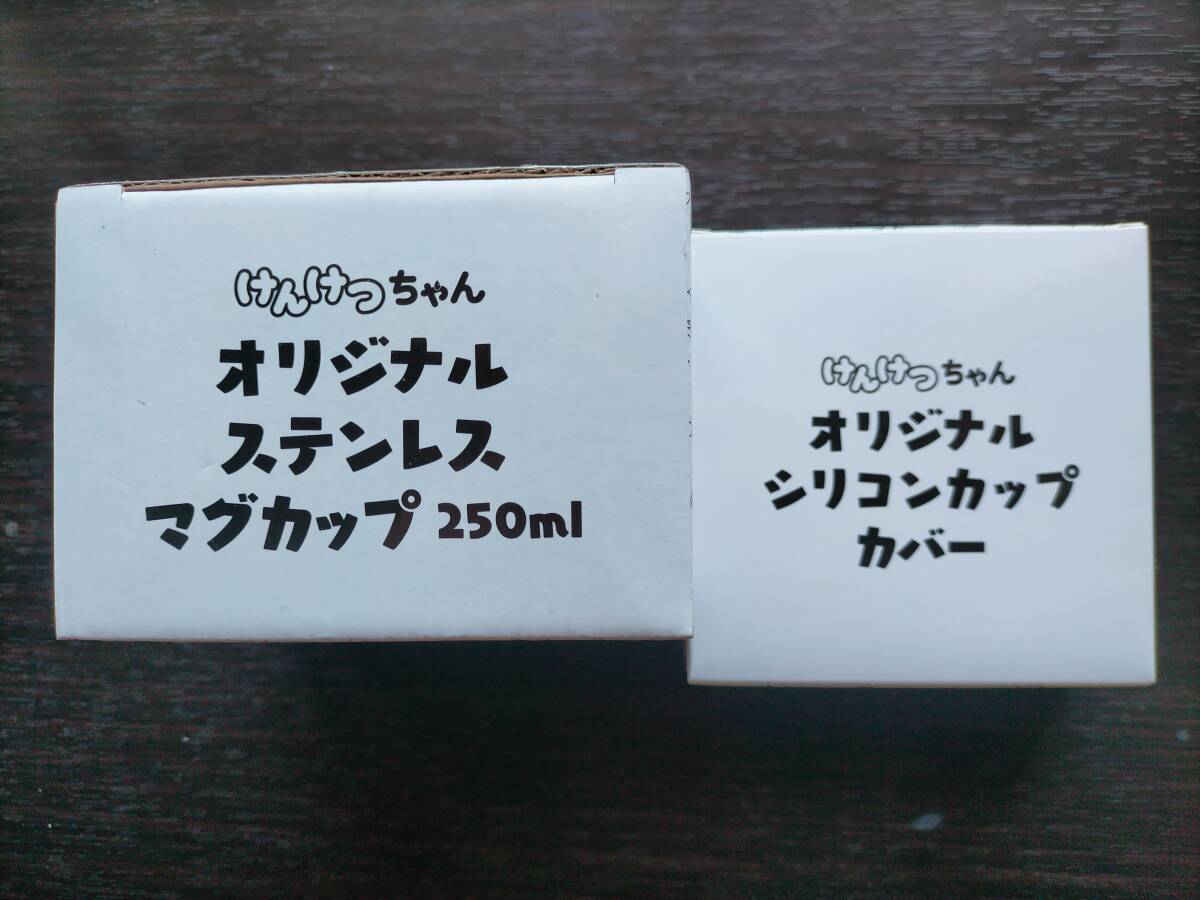 けんけつちゃん
オリジナル
ステンレス
マグカップ 250ml
けんけつちゃん
オリジナル
シリコンカップ
カバー